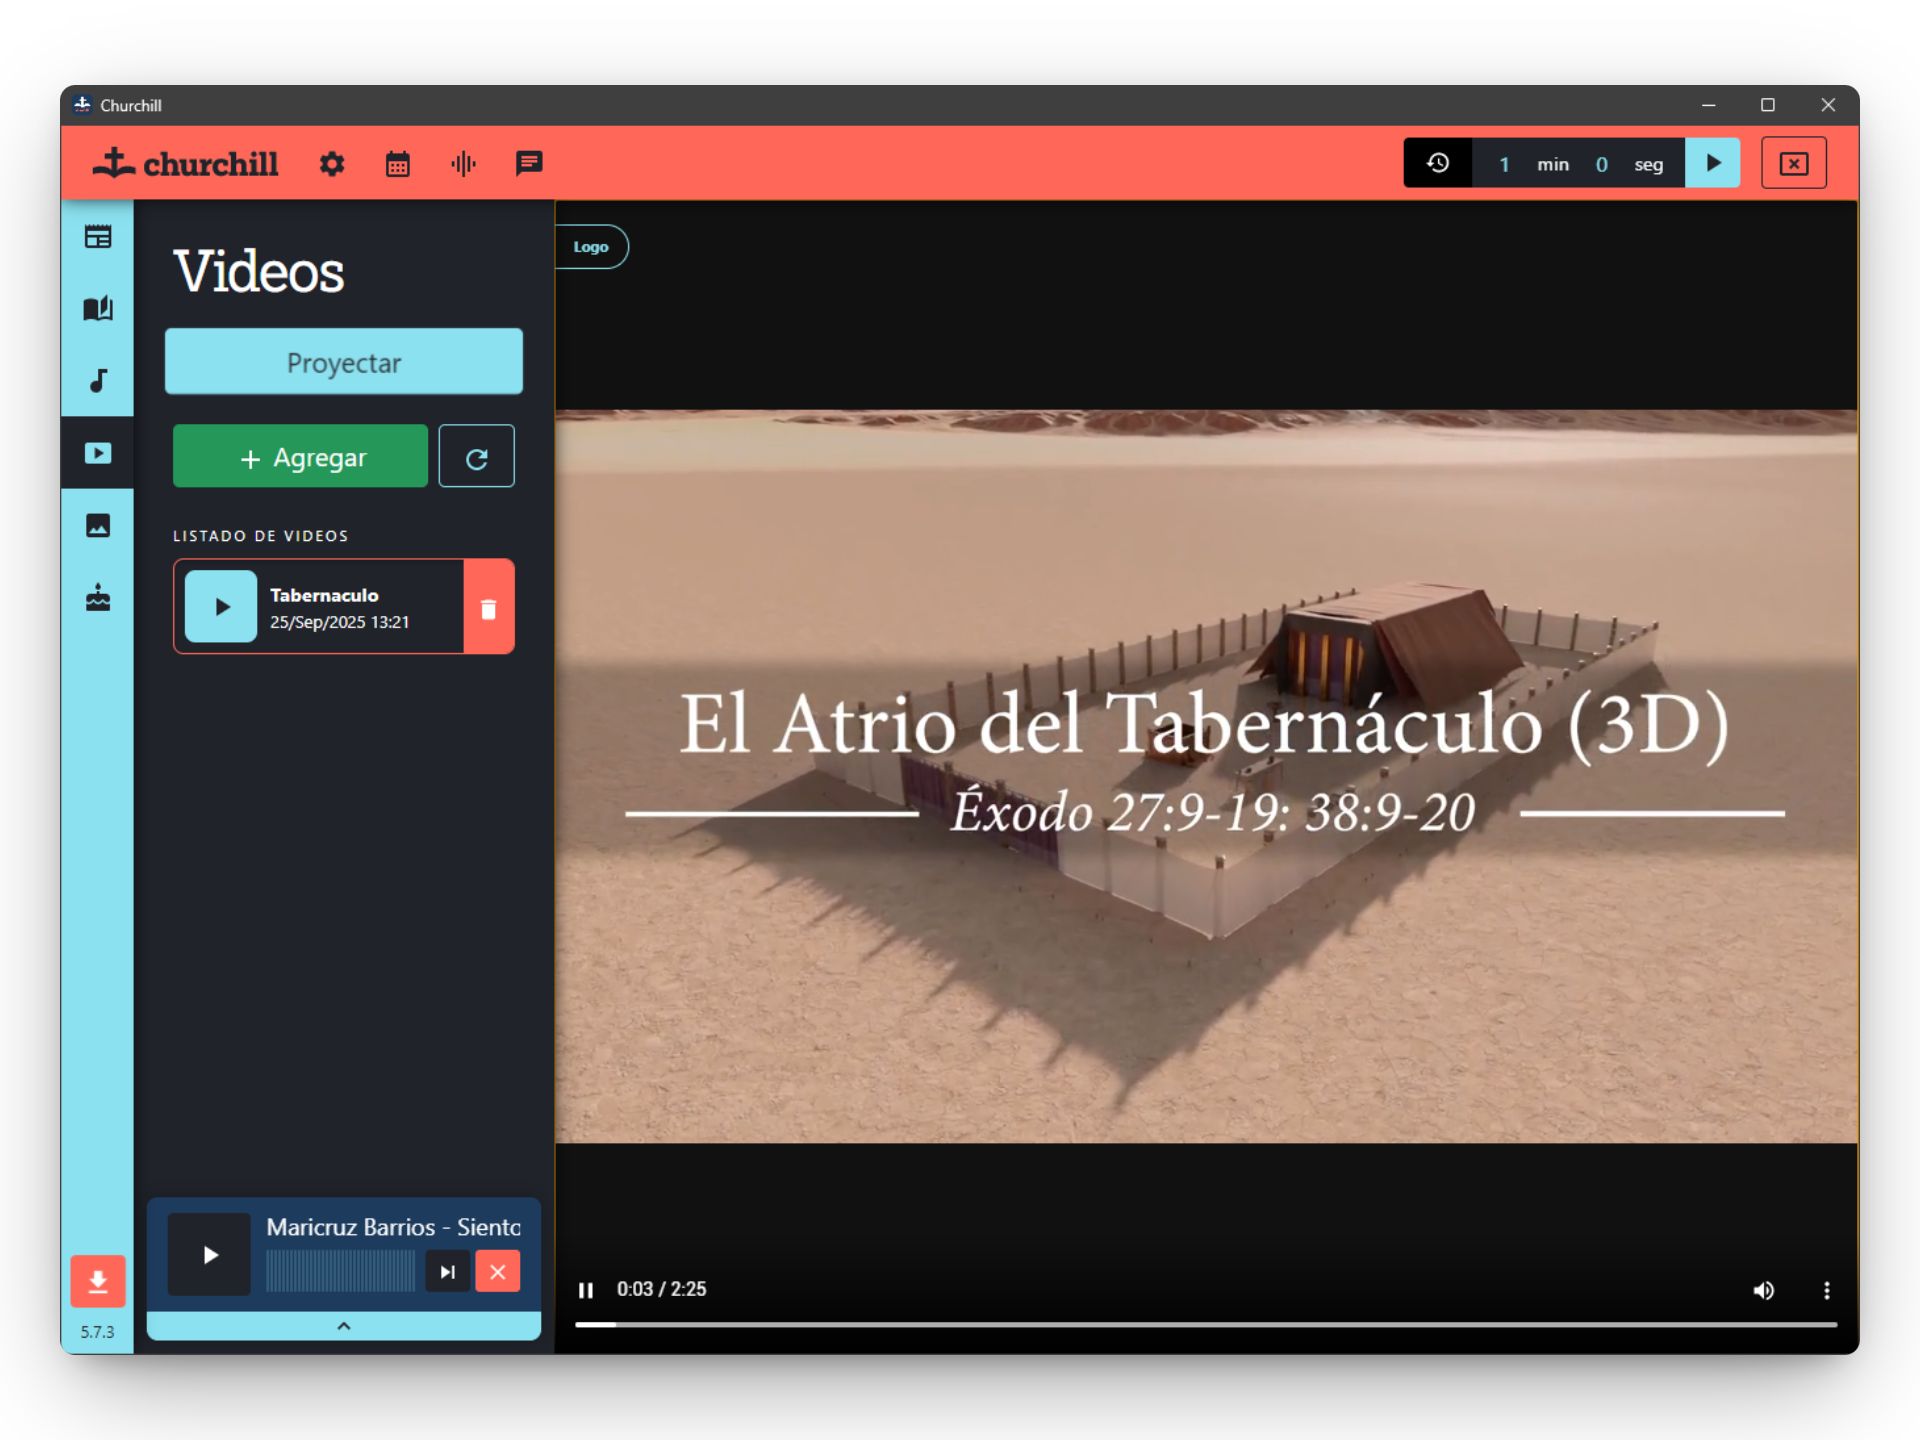 Churchill
churchill
1 min 0 seg
Logo
Videos
Proyectar
+ Agregar
LISTADO DE VIDEOS
Tabernaculo
25/Sep/2025 13:21
El Atrio del Tabernáculo (3D)
Éxodo 27:9-19: 38:9-20
Maricruz Barrios - Siento
0:03 / 2:25
5.7.3